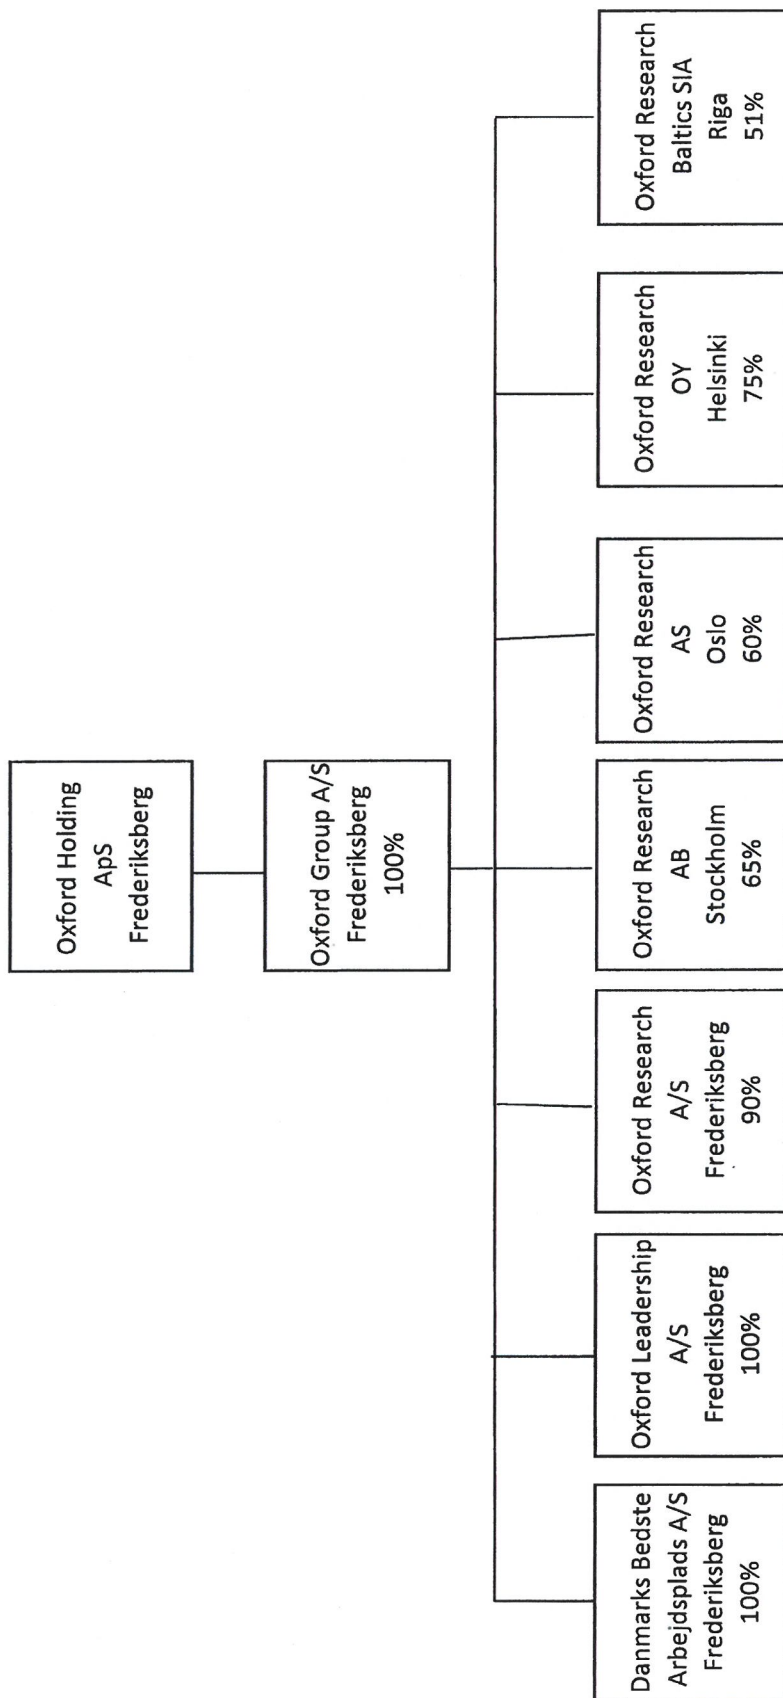 Oxford Holding
ApS
Frederiksberg
Oxford Group A/S
Frederiksberg
100%
Danmarks Bedste
Arbejdsplads A/S
Frederiksberg
100%
Oxford Leadership
A/S
Frederiksberg
100%
Oxford Research
A/S
Frederiksberg
90%
Oxford Research
AB
Stockholm
65%
Oxford Research
AS
Oslo
60%
Oxford Research
OY
Helsinki
75%
Oxford Research
Baltics SIA
Riga
51%